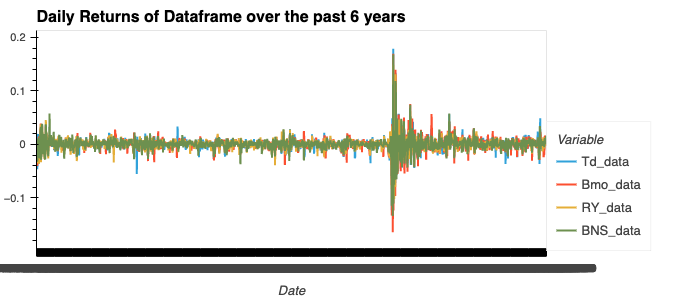 Daily Returns of Dataframe over the past 6 years
0.2
0.1
0
−0.1
Variable
Td_data
Bmo_data
RY_data
BNS_data
Date